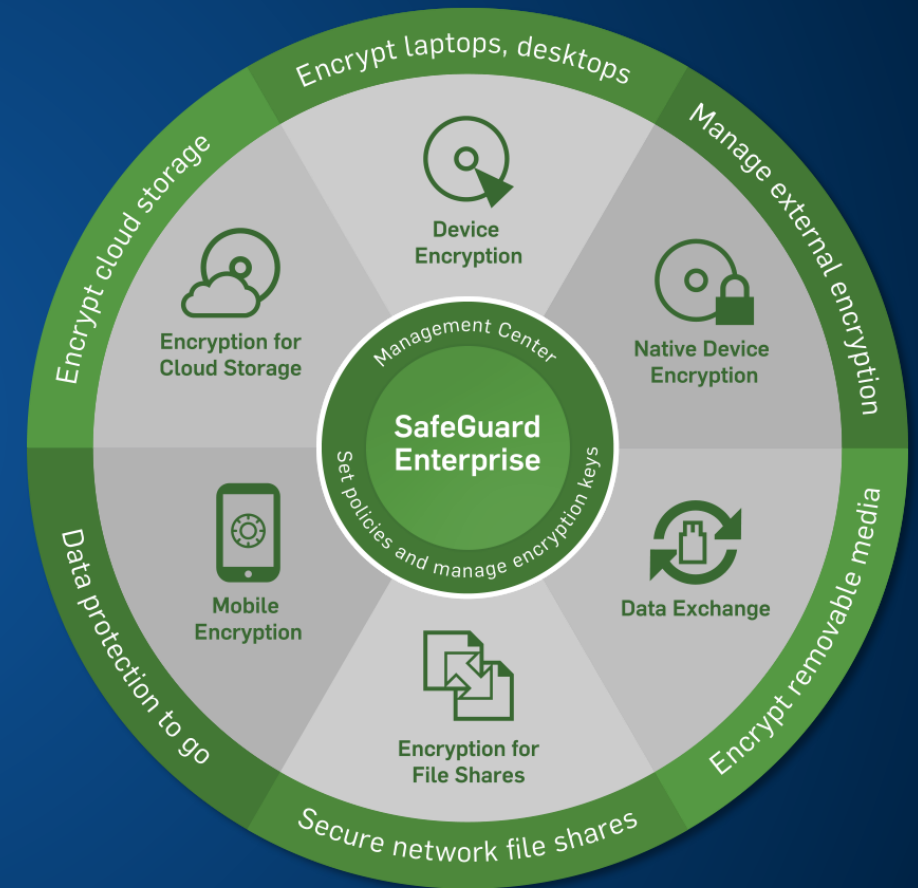 Encrypt laptops, desktops
Manage external encryption
Encrypt removable media
Secure network file shares
Data protection to go
Encrypt cloud storage
Device
Encryption
Native Device
Encryption
Data Exchange
Encryption for
File Shares
Mobile
Encryption
Encryption for
Cloud Storage
Management Center
SafeGuard
Enterprise
Set policies and manage encryption keys